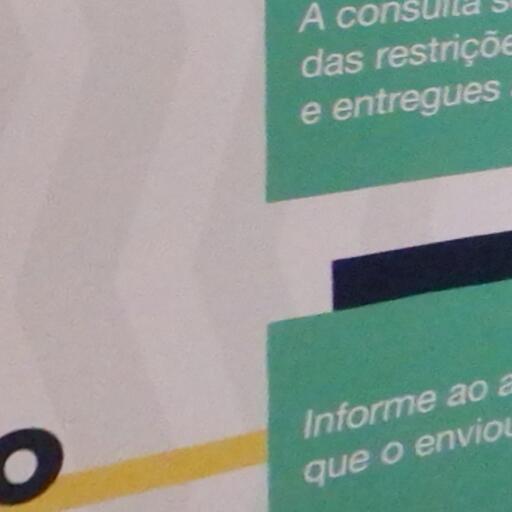 A consulta
das restriçõe
e entregues
Informe ao a
que o enviou
o